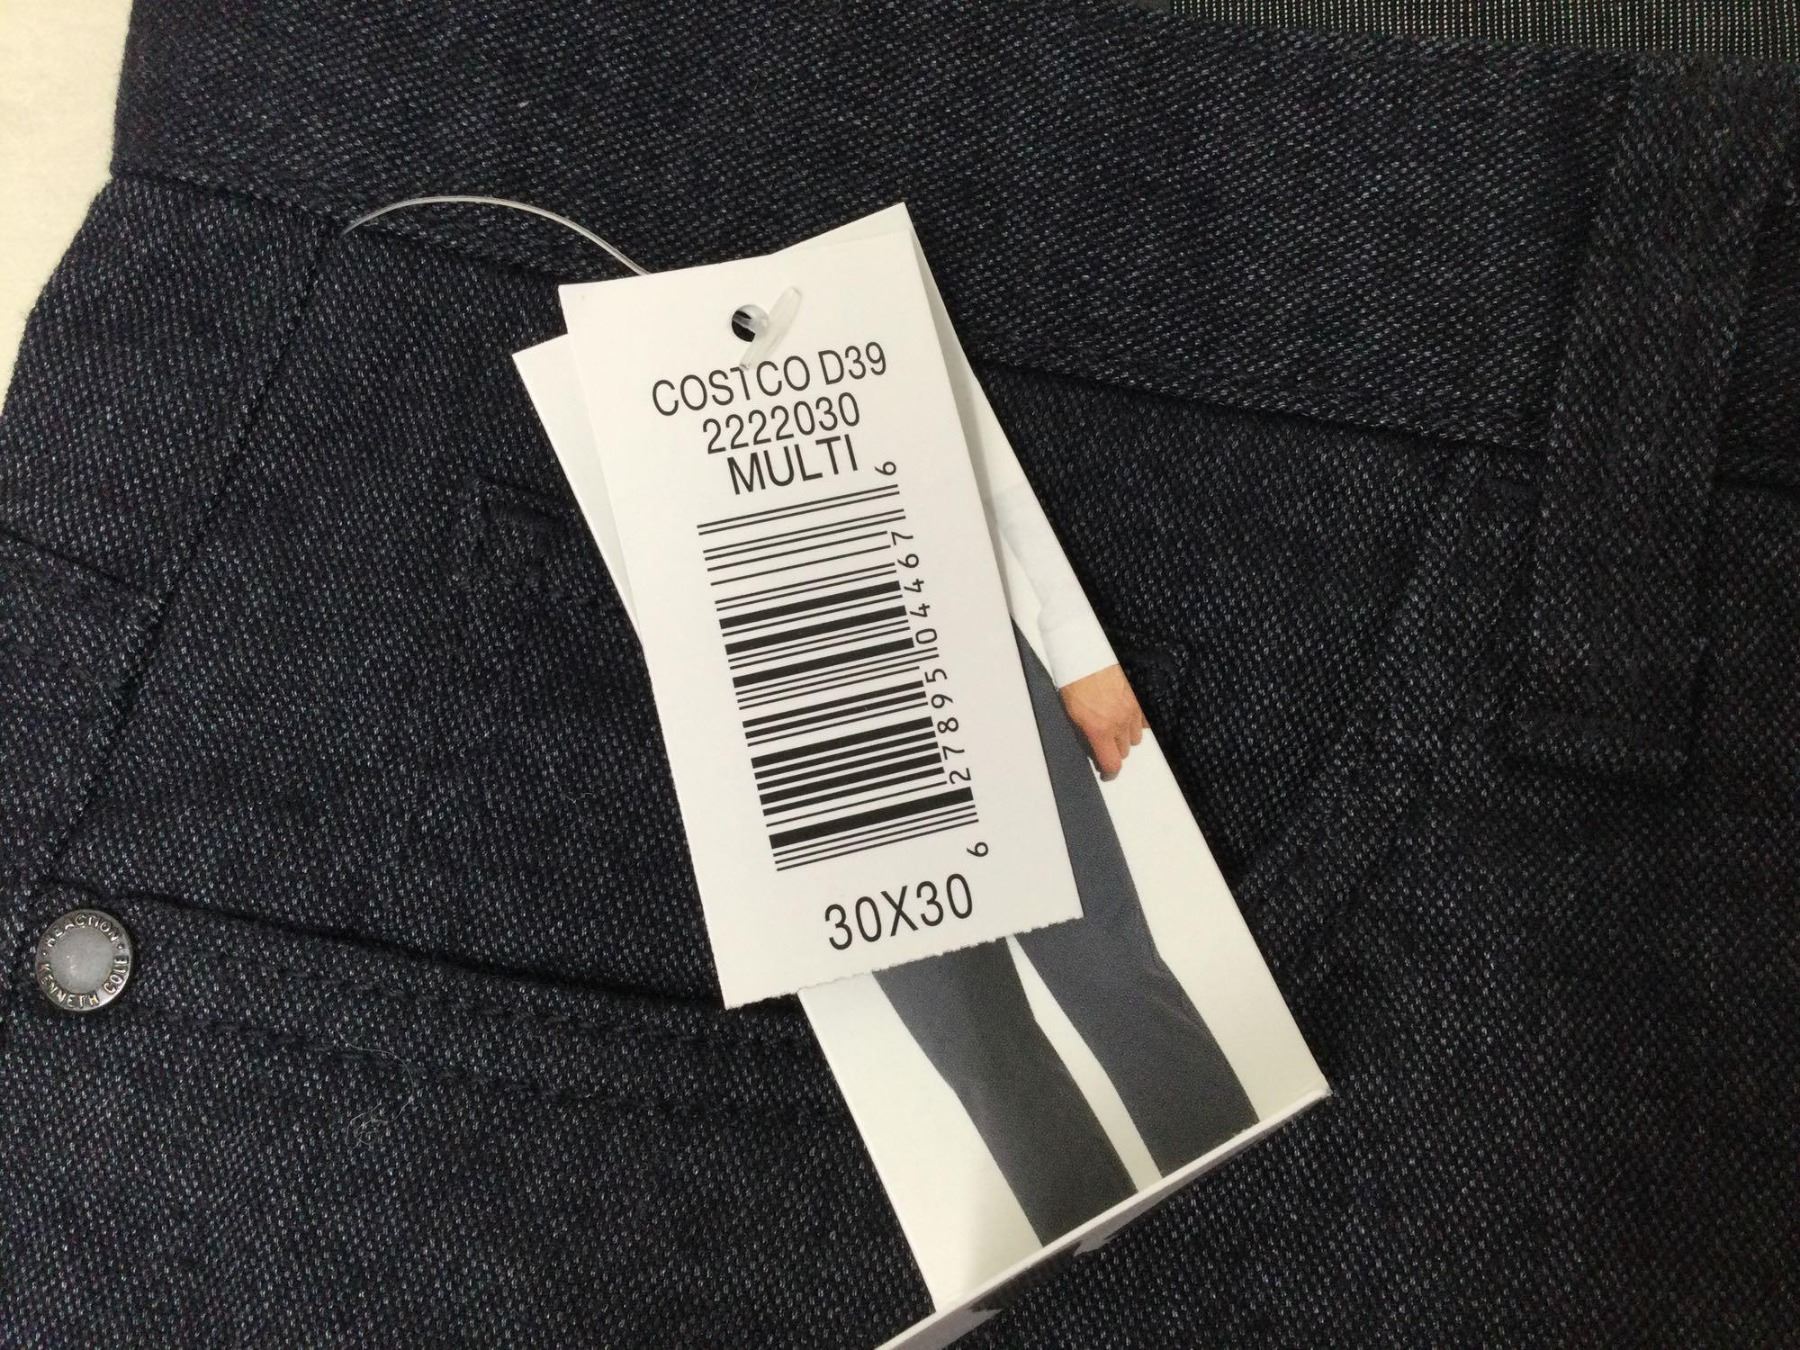 COSTCO D39
2222030
MULTI
6 27895 04467 6
30X30
REACTION
KENNETH COLE